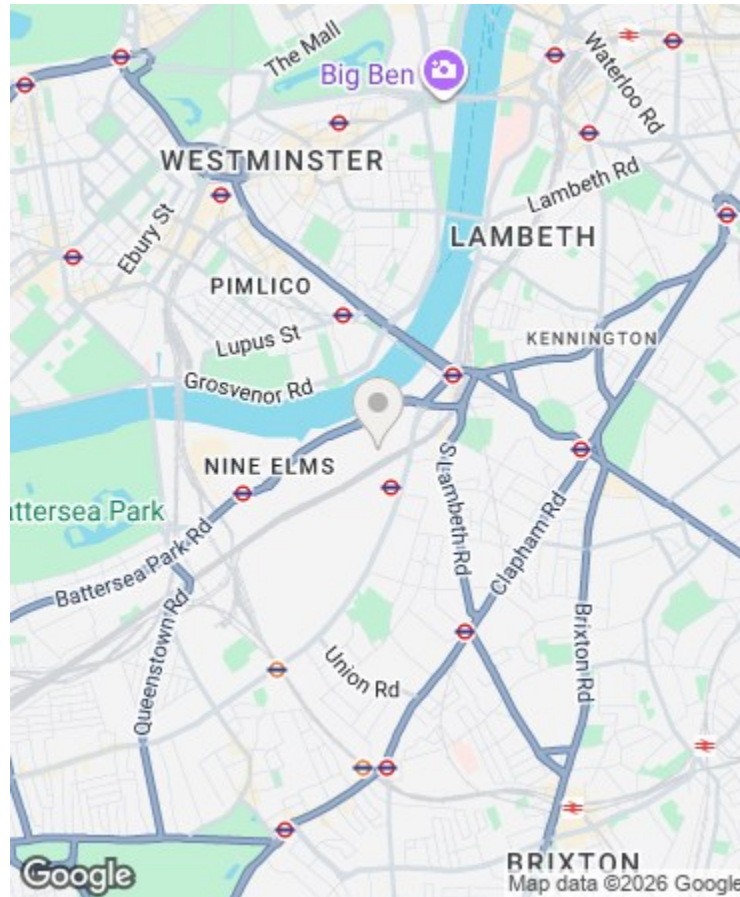 The Mall
Waterloo Rd
Big Ben
WESTMINSTER
Lambeth Rd
Ebury St
LAMBETH
PIMLICO
Lupus St
KENNINGTON
Grosvenor Rd
NINE ELMS
attersea Park
S Lambeth Rd
Clapham Rd
Battersea Park Rd
Queenstown Rd
Brixton Rd
Union Rd
BRIXTON
Google
Map data ©2026 Google